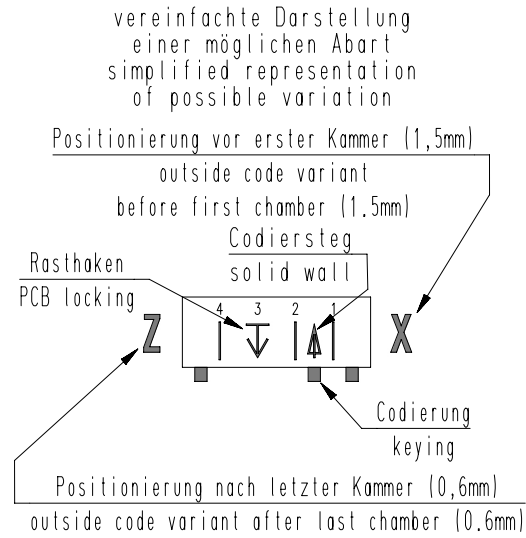 vereinfachte Darstellung
einer möglichen Abart
simplified representation
of possible variation
Positionierung vor erster Kammer (1,5mm)
outside code variant
before first chamber (1.5mm)
Codiersteg
solid wall
Rasthaken
PCB locking
4 3 2 1
Z
X
Codierung
keying
Positionierung nach letzter Kammer (0,6mm)
outside code variant after last chamber (0.6mm)